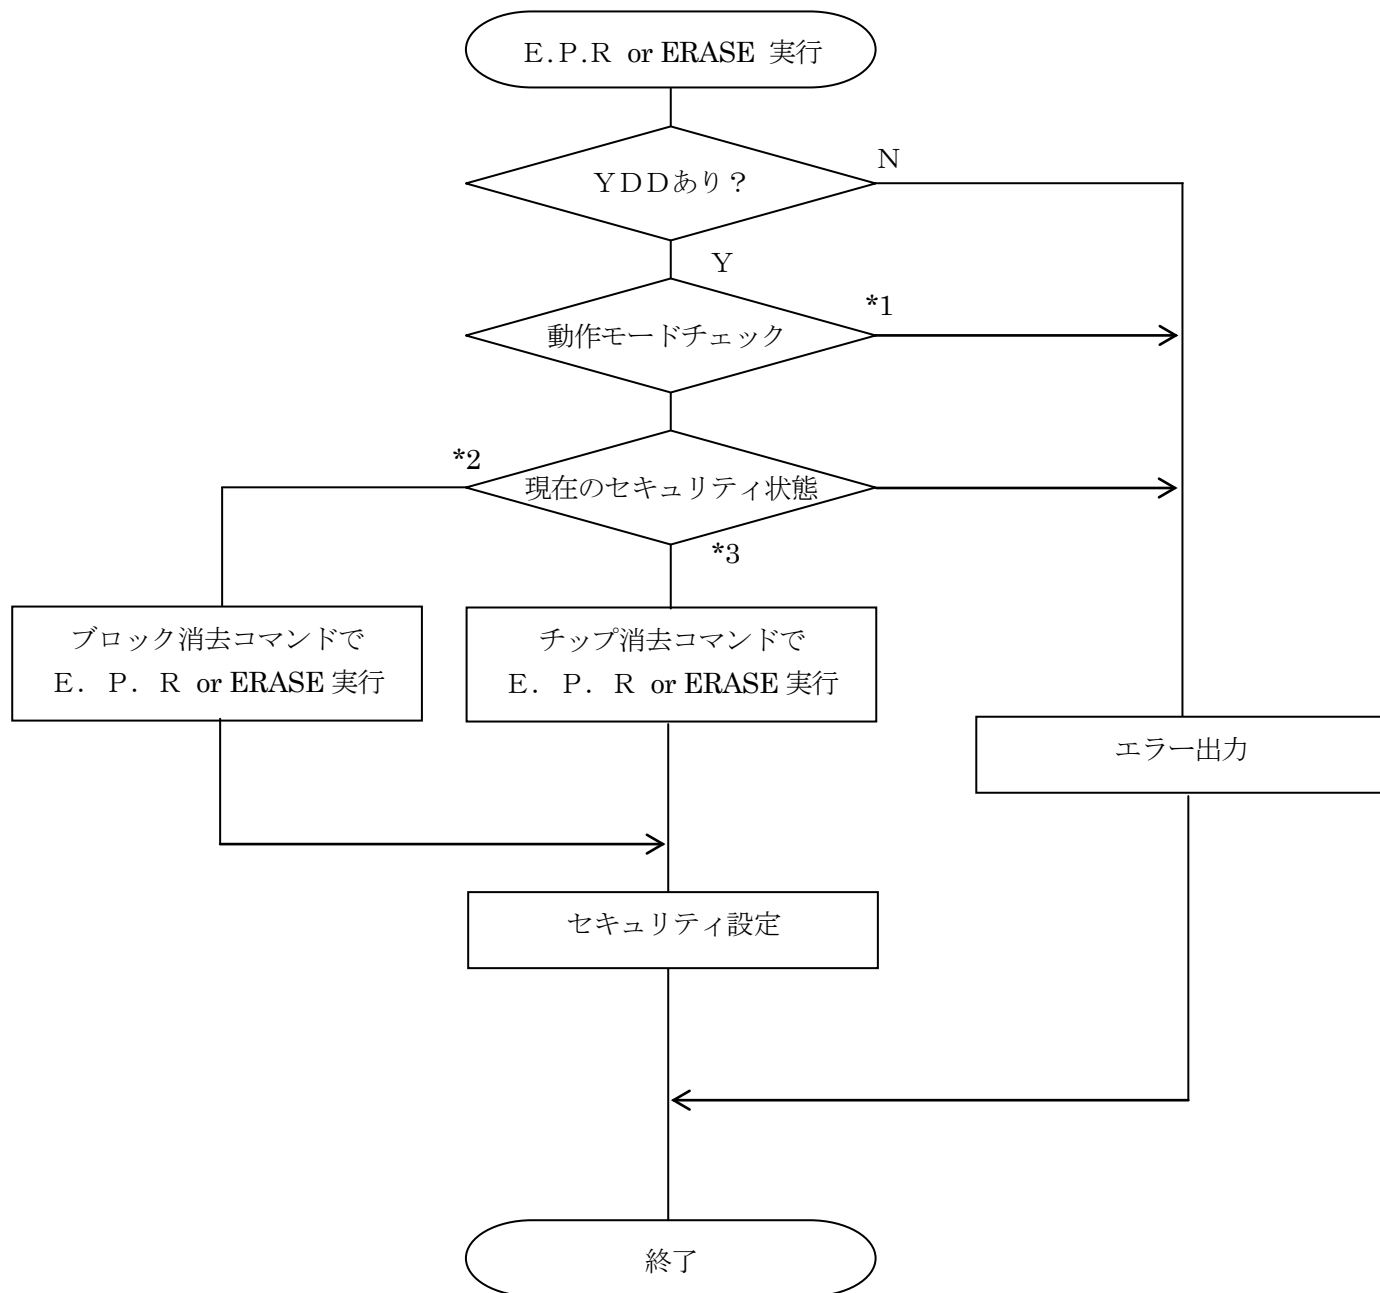 Ｅ.Ｐ.Ｒ or ERASE 実行
ＹＤＤあり？
Ｎ
Ｙ
動作モードチェック
*1
*2
現在のセキュリティ状態
*3
ブロック消去コマンドで
Ｅ．Ｐ．Ｒ or ERASE 実行
チップ消去コマンドで
Ｅ．Ｐ．Ｒ or ERASE 実行
エラー出力
セキュリティ設定
終了